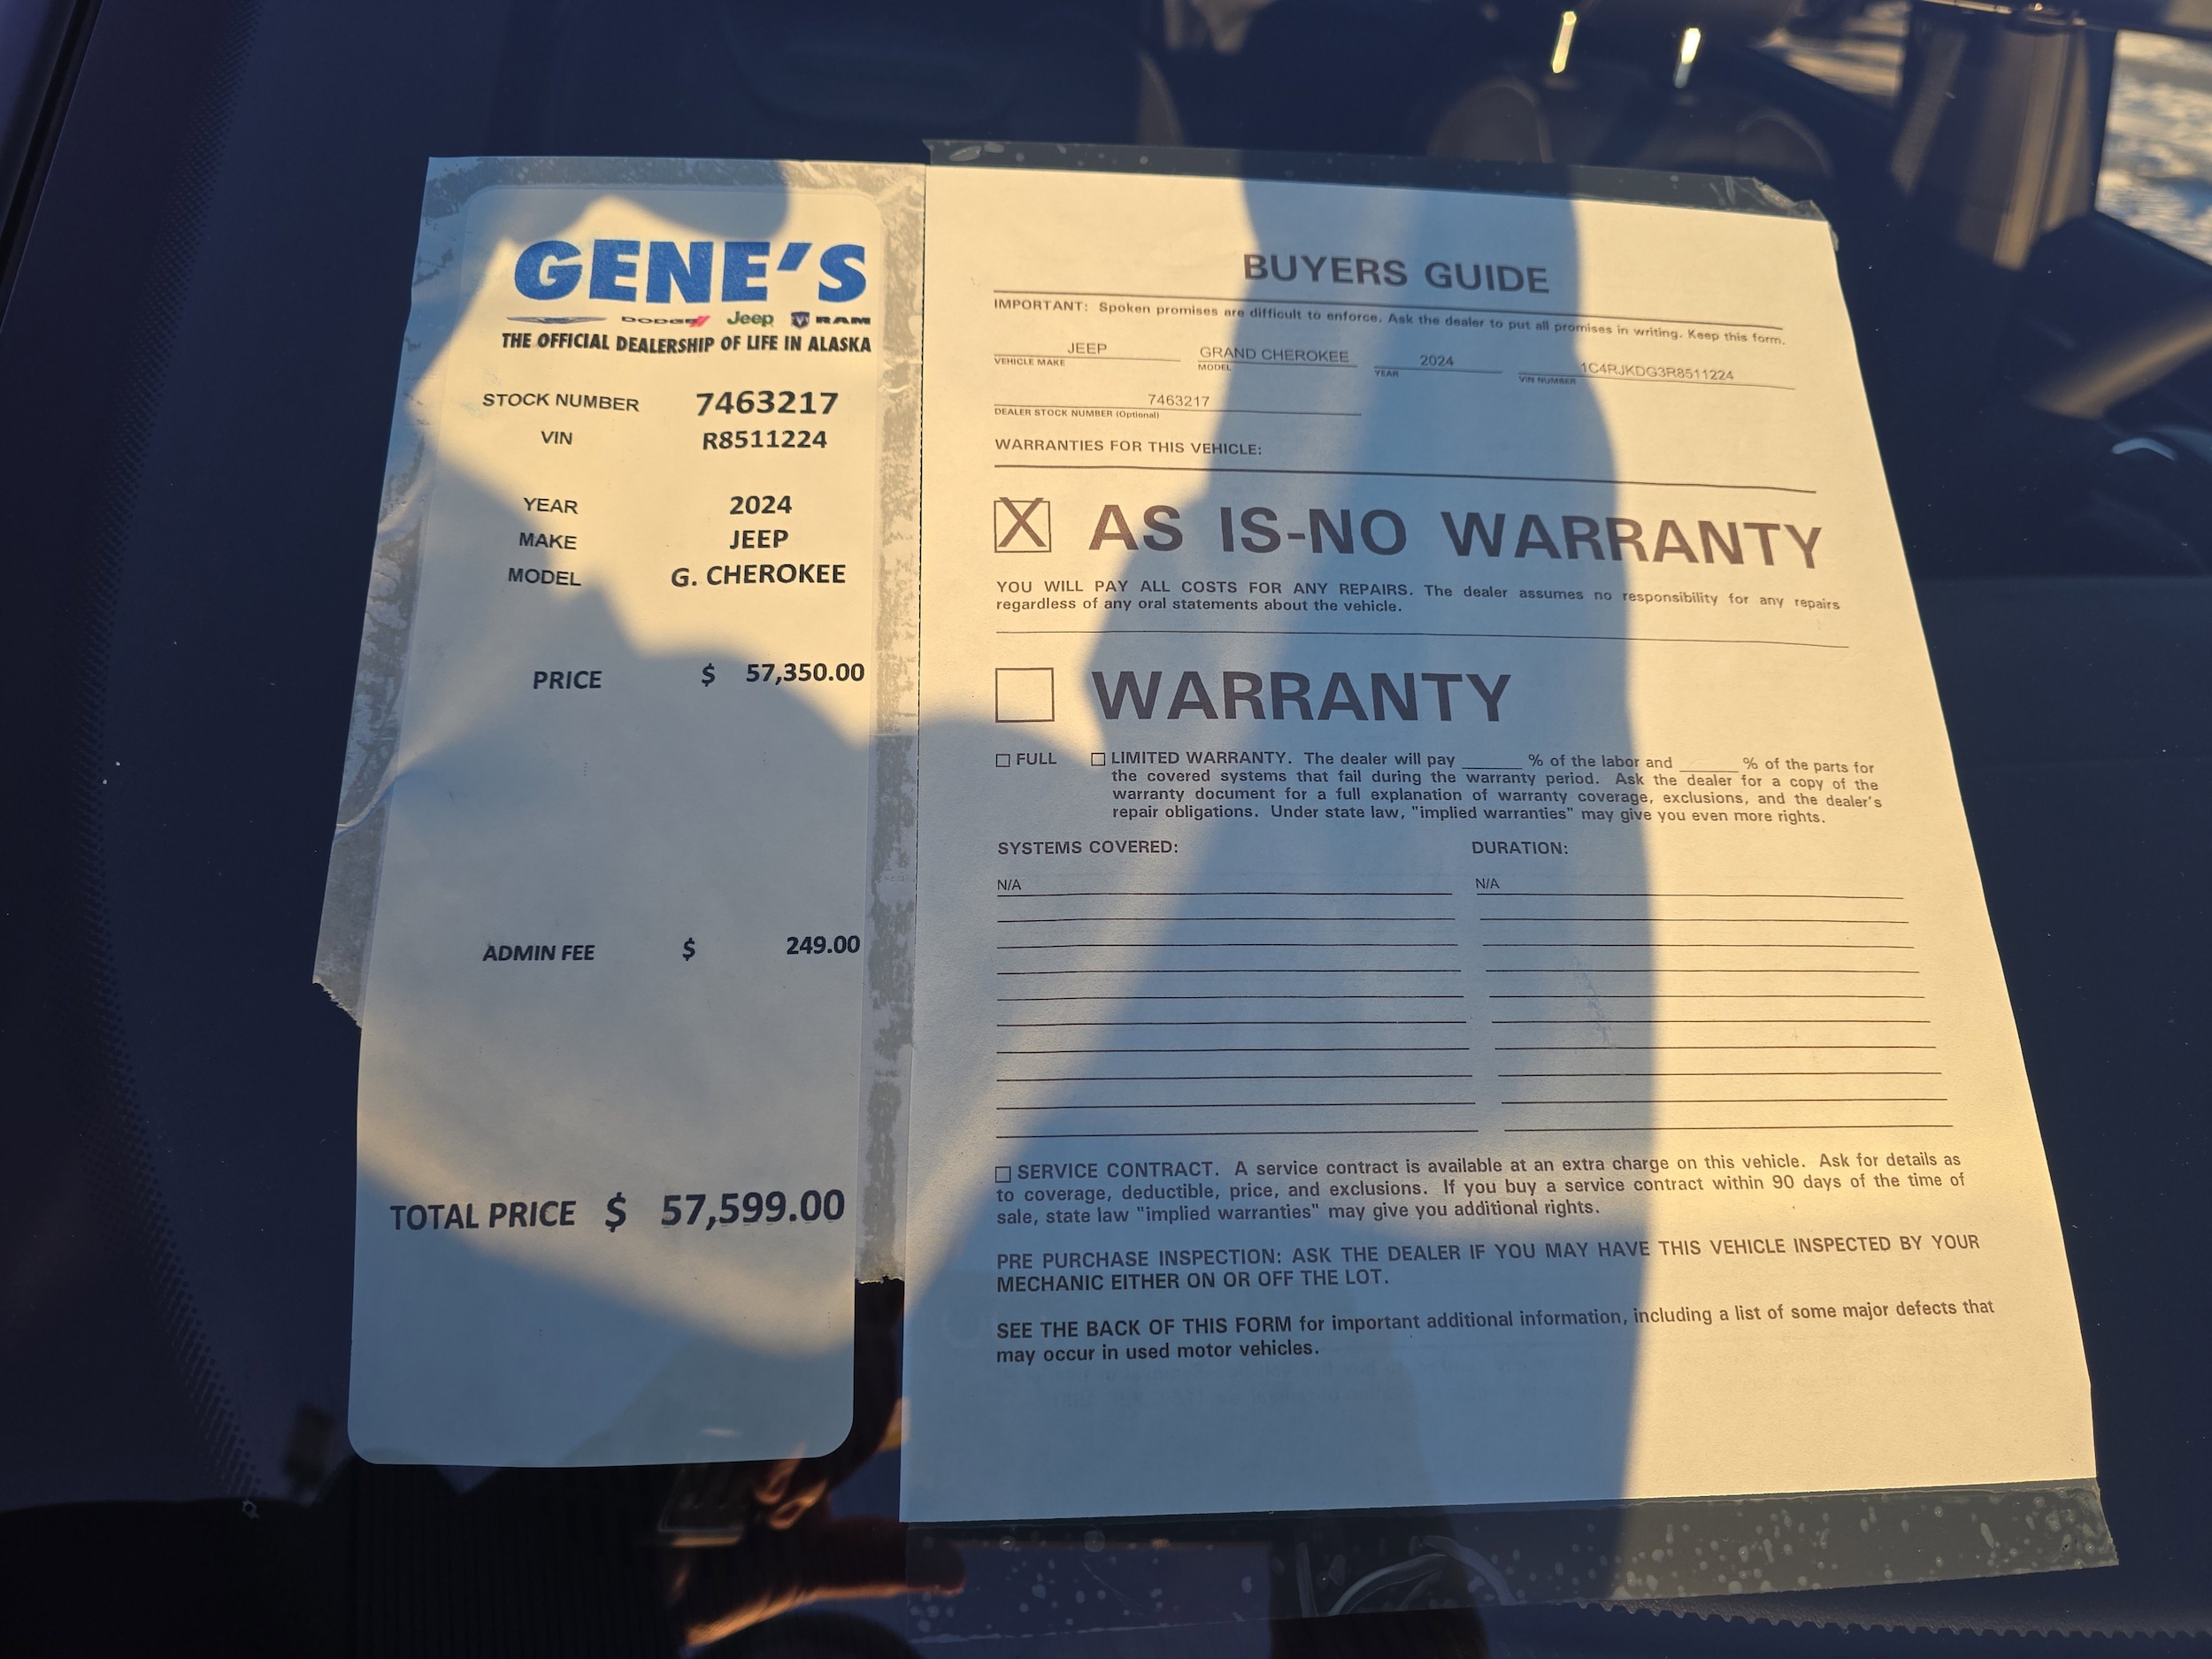 GENE'S
DODGE Jeep RAM
THE OFFICIAL DEALERSHIP OF LIFE IN ALASKA
STOCK NUMBER 7463217
VIN R8511224
YEAR 2024
MAKE JEEP
MODEL G. CHEROKEE
PRICE $ 57,350.00
ADMIN FEE $ 249.00
TOTAL PRICE $ 57,599.00
BUYERS GUIDE
IMPORTANT: Spoken promises are difficult to enforce. Ask the dealer to put all promises in writing. Keep this form.
JEEP GRAND CHEROKEE 2024 1C4RJKDG3R8511224
VEHICLE MAKE MODEL YEAR VIN NUMBER
7463217
DEALER STOCK NUMBER (Optional)
WARRANTIES FOR THIS VEHICLE:
X AS IS-NO WARRANTY
YOU WILL PAY ALL COSTS FOR ANY REPAIRS. The dealer assumes no responsibility for any repairs
regardless of any oral statements about the vehicle.
WARRANTY
FULL LIMITED WARRANTY. The dealer will pay ______ % of the labor and ______ % of the parts for
the covered systems that fail during the warranty period. Ask the dealer for a copy of the
warranty document for a full explanation of warranty coverage, exclusions, and the dealer's
repair obligations. Under state law, "implied warranties" may give you even more rights.
SYSTEMS COVERED: DURATION:
N/A N/A
SERVICE CONTRACT. A service contract is available at an extra charge on this vehicle. Ask for details as
to coverage, deductible, price, and exclusions. If you buy a service contract within 90 days of the time of
sale, state law "implied warranties" may give you additional rights.
PRE PURCHASE INSPECTION: ASK THE DEALER IF YOU MAY HAVE THIS VEHICLE INSPECTED BY YOUR
MECHANIC EITHER ON OR OFF THE LOT.
SEE THE BACK OF THIS FORM for important additional information, including a list of some major defects that
may occur in used motor vehicles.